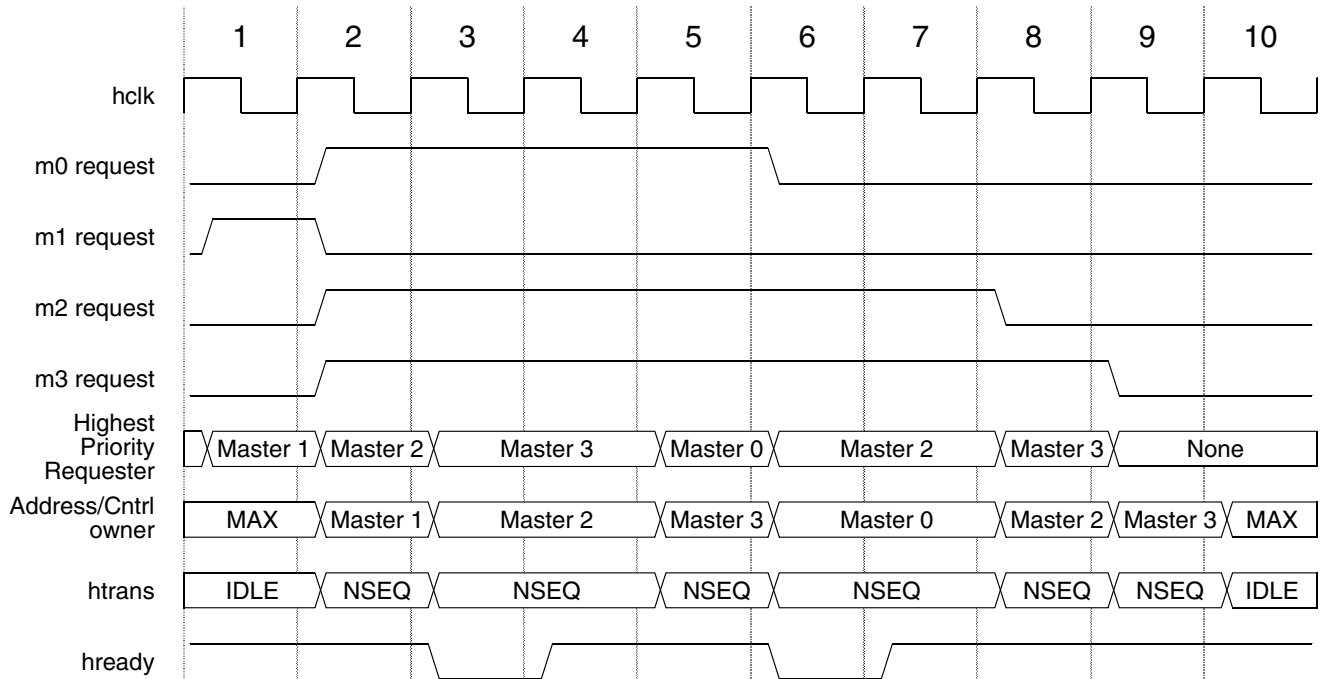 1 2 3 4 5 6 7 8 9 10
hclk
m0 request
m1 request
m2 request
m3 request
Highest
Priority
Requester
Master 1 Master 2 Master 3 Master 0 Master 2 Master 3 None
Address/Cntrl
owner
MAX Master 1 Master 2 Master 3 Master 0 Master 2 Master 3 MAX
htrans IDLE NSEQ NSEQ NSEQ NSEQ NSEQ NSEQ IDLE
hready